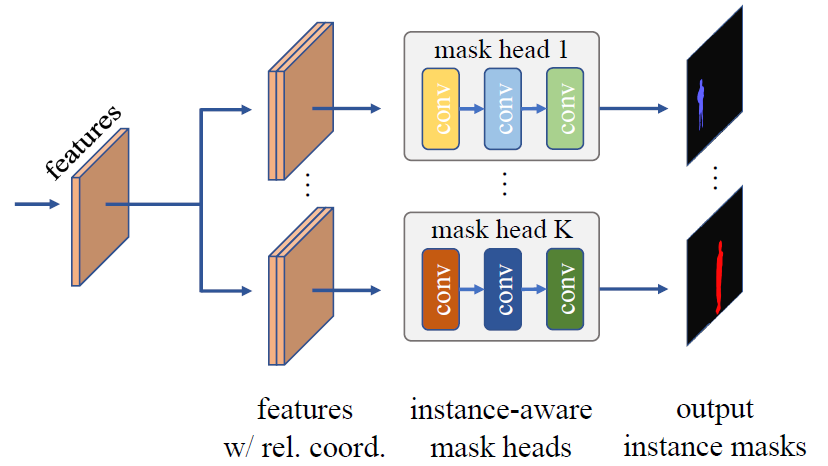 features
mask head 1
conv
conv
conv
mask head K
conv
conv
conv
features
w/ rel. coord.
instance-aware
mask heads
output
instance masks